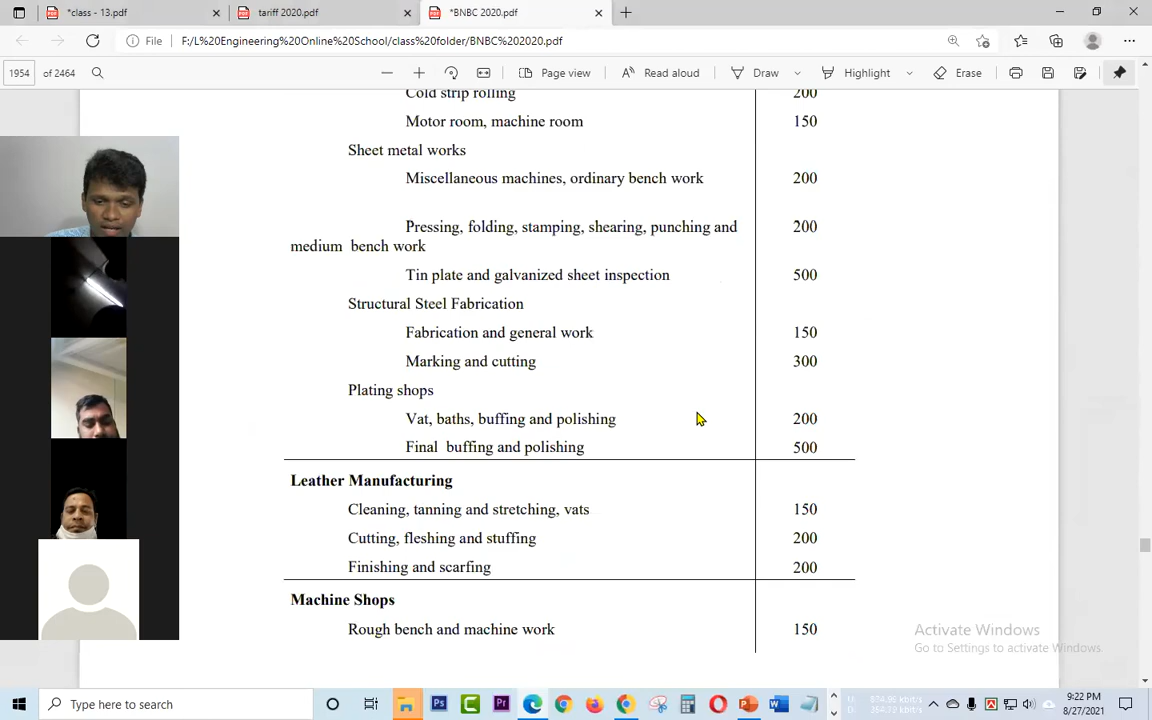 *class - 13.pdf
tariff 2020.pdf
*BNBC 2020.pdf
File F:/L%20Engineering%20Online%20School/class%20folder/BNBC%202020.pdf
1954 of 2464
Page view
Read aloud
Draw
Highlight
Erase
Cold strip rolling 200
Motor room, machine room 150
Sheet metal works
Miscellaneous machines, ordinary bench work 200
Pressing, folding, stamping, shearing, punching and 200
medium bench work
Tin plate and galvanized sheet inspection 500
Structural Steel Fabrication
Fabrication and general work 150
Marking and cutting 300
Plating shops
Vat, baths, buffing and polishing 200
Final buffing and polishing 500
Leather Manufacturing
Cleaning, tanning and stretching, vats 150
Cutting, fleshing and stuffing 200
Finishing and scarfing 200
Machine Shops
Rough bench and machine work 150
Activate Windows
Go to Settings to activate Windows.
Type here to search
9:22 PM
8/27/2021